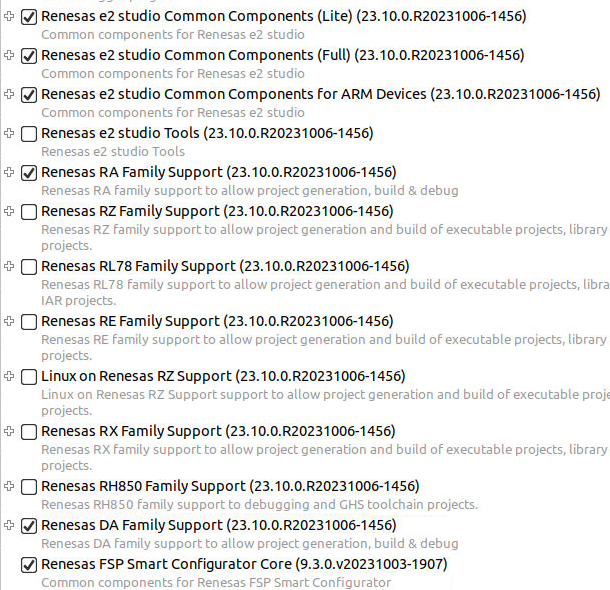 Renesas e2 studio Common Components (Lite) (23.10.0.R20231006-1456)
Common components for Renesas e2 studio
Renesas e2 studio Common Components (Full) (23.10.0.R20231006-1456)
Common components for Renesas e2 studio
Renesas e2 studio Common Components for ARM Devices (23.10.0.R20231006-1456)
Common components for Renesas e2 studio
Renesas e2 studio Tools (23.10.0.R20231006-1456)
Renesas e2 studio Tools
Renesas RA Family Support (23.10.0.R20231006-1456)
Renesas RA family support to allow project generation, build & debug
Renesas RZ Family Support (23.10.0.R20231006-1456)
Renesas RZ family support to allow project generation and build of executable projects, library
projects.
Renesas RL78 Family Support (23.10.0.R20231006-1456)
Renesas RL78 family support to allow project generation and build of executable projects, libra
IAR projects.
Renesas RE Family Support (23.10.0.R20231006-1456)
Renesas RE family support to allow project generation and build of executable projects, library
projects.
Linux on Renesas RZ Support (23.10.0.R20231006-1456)
Linux on Renesas RZ Support support to allow project generation and build of executable proje
projects.
Renesas RX Family Support (23.10.0.R20231006-1456)
Renesas RX family support to allow project generation and build of executable projects, library
projects.
Renesas RH850 Family Support (23.10.0.R20231006-1456)
Renesas RH850 family support to debugging and GHS toolchain projects.
Renesas DA Family Support (23.10.0.R20231006-1456)
Renesas DA family support to allow project generation, build & debug
Renesas FSP Smart Configurator Core (9.3.0.v20231003-1907)
Common components for Renesas FSP Smart Configurator